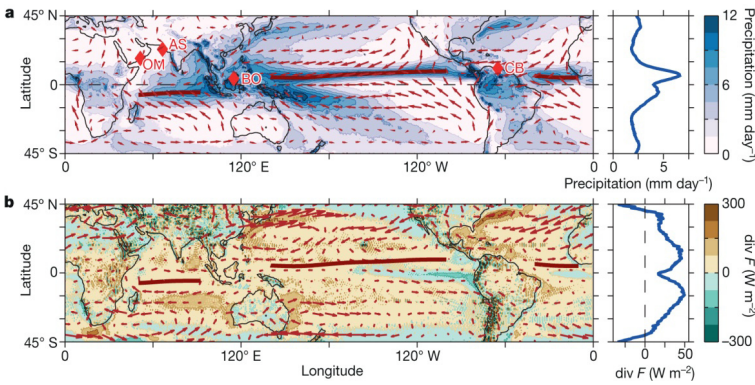 a
45° N
0
45° S
Latitude
AS
OM
BO
CB
0
120° E
120° W
0
0
5
Precipitation (mm day⁻¹)
12
6
0
Precipitation (mm day⁻¹)
b
45° N
0
45° S
Latitude
0
120° E
120° W
0
Longitude
0
50
div F (W m⁻²)
300
0
−300
div F (W m⁻²)